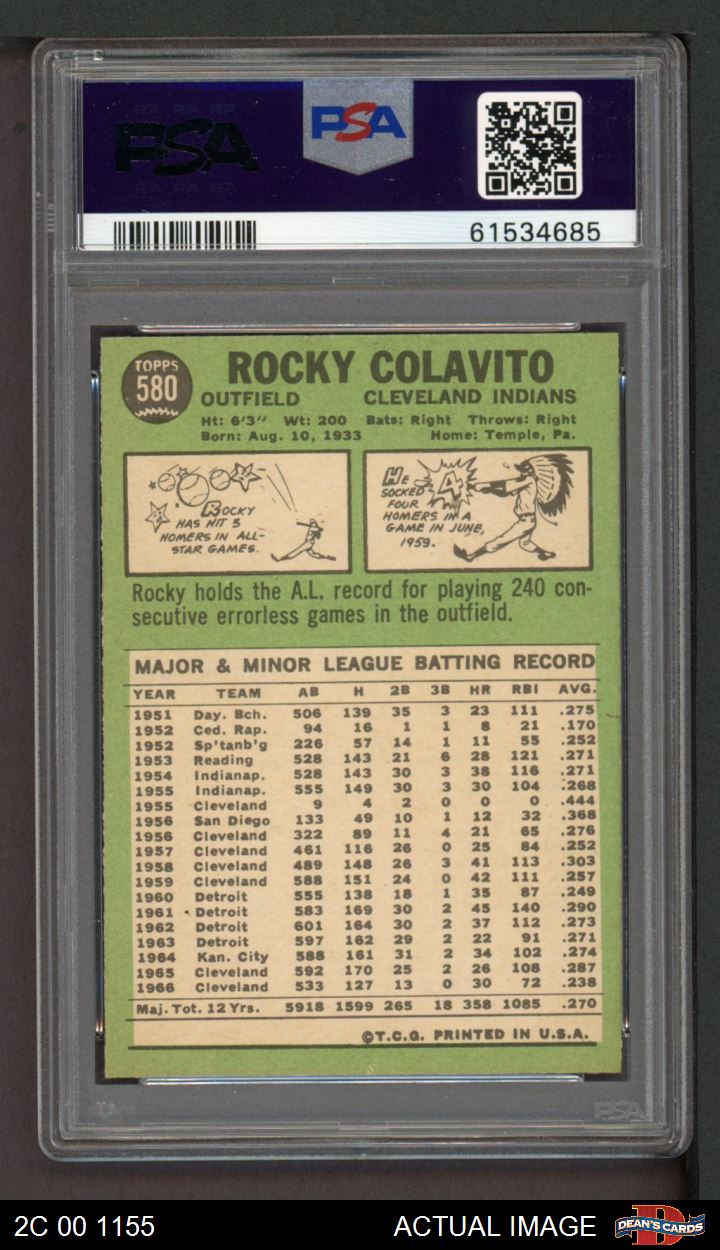 PSA
PSA
61534685
TOPPS
580
ROCKY COLAVITO
OUTFIELD CLEVELAND INDIANS
Ht: 6'3" Wt: 200 Bats: Right Throws: Right
Born: Aug. 10, 1933 Home: Temple, Pa.
ROCKY
HAS HIT 3
HOMERS IN ALL-
STAR GAMES.
HE
SOCKED 4
FOUR
HOMERS IN A
GAME IN JUNE,
1959.
Rocky holds the A.L. record for playing 240 con-
secutive errorless games in the outfield.
MAJOR & MINOR LEAGUE BATTING RECORD
YEAR TEAM AB H 2B 3B HR RBI AVG.
1951 Day. Bch. 506 139 35 3 23 111 .275
1952 Ced. Rap. 94 16 1 1 8 21 .170
1952 Sp'tanb'g 226 57 14 1 11 55 .252
1953 Reading 528 143 21 6 28 121 .271
1954 Indianap. 528 143 30 3 38 116 .271
1955 Indianap. 555 149 30 3 30 104 .268
1955 Cleveland 9 4 2 0 0 0 .444
1956 San Diego 133 49 10 1 12 32 .368
1956 Cleveland 322 89 11 4 21 65 .276
1957 Cleveland 461 116 26 0 25 84 .252
1958 Cleveland 489 148 26 3 41 113 .303
1959 Cleveland 588 151 24 0 42 111 .257
1960 Detroit 555 138 18 1 35 87 .249
1961 Detroit 583 169 30 2 45 140 .290
1962 Detroit 601 164 30 2 37 112 .273
1963 Detroit 597 162 29 2 22 91 .271
1964 Kan. City 588 161 31 2 34 102 .274
1965 Cleveland 592 170 25 2 26 108 .287
1966 Cleveland 533 127 13 0 30 72 .238
Maj. Tot. 12 Yrs. 5918 1599 265 18 358 1085 .270
©T.C.G. PRINTED IN U.S.A.
PSA
2C 00 1155 ACTUAL IMAGE DEAN'S CARDS